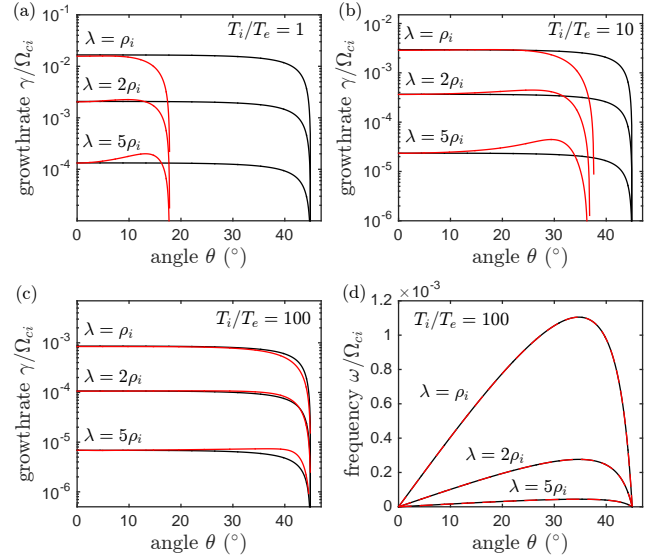 (a)
T_i/T_e = 1
λ = ρ_i
λ = 2ρ_i
λ = 5ρ_i
10^-1
10^-2
10^-3
10^-4
0 10 20 30 40
growthrate γ/Ω_ci
angle θ (°)
(b)
T_i/T_e = 10
λ = ρ_i
λ = 2ρ_i
λ = 5ρ_i
10^-2
10^-3
10^-4
10^-5
10^-6
0 10 20 30 40
growthrate γ/Ω_ci
angle θ (°)
(c)
λ = ρ_i
λ = 2ρ_i
λ = 5ρ_i
T_i/T_e = 100
10^-3
10^-4
10^-5
10^-6
0 10 20 30 40
growthrate γ/Ω_ci
angle θ (°)
(d)
×10^-3
T_i/T_e = 100
λ = ρ_i
λ = 2ρ_i
λ = 5ρ_i
1.2
1
0.8
0.6
0.4
0.2
0
0 10 20 30 40
frequency ω/Ω_ci
angle θ (°)